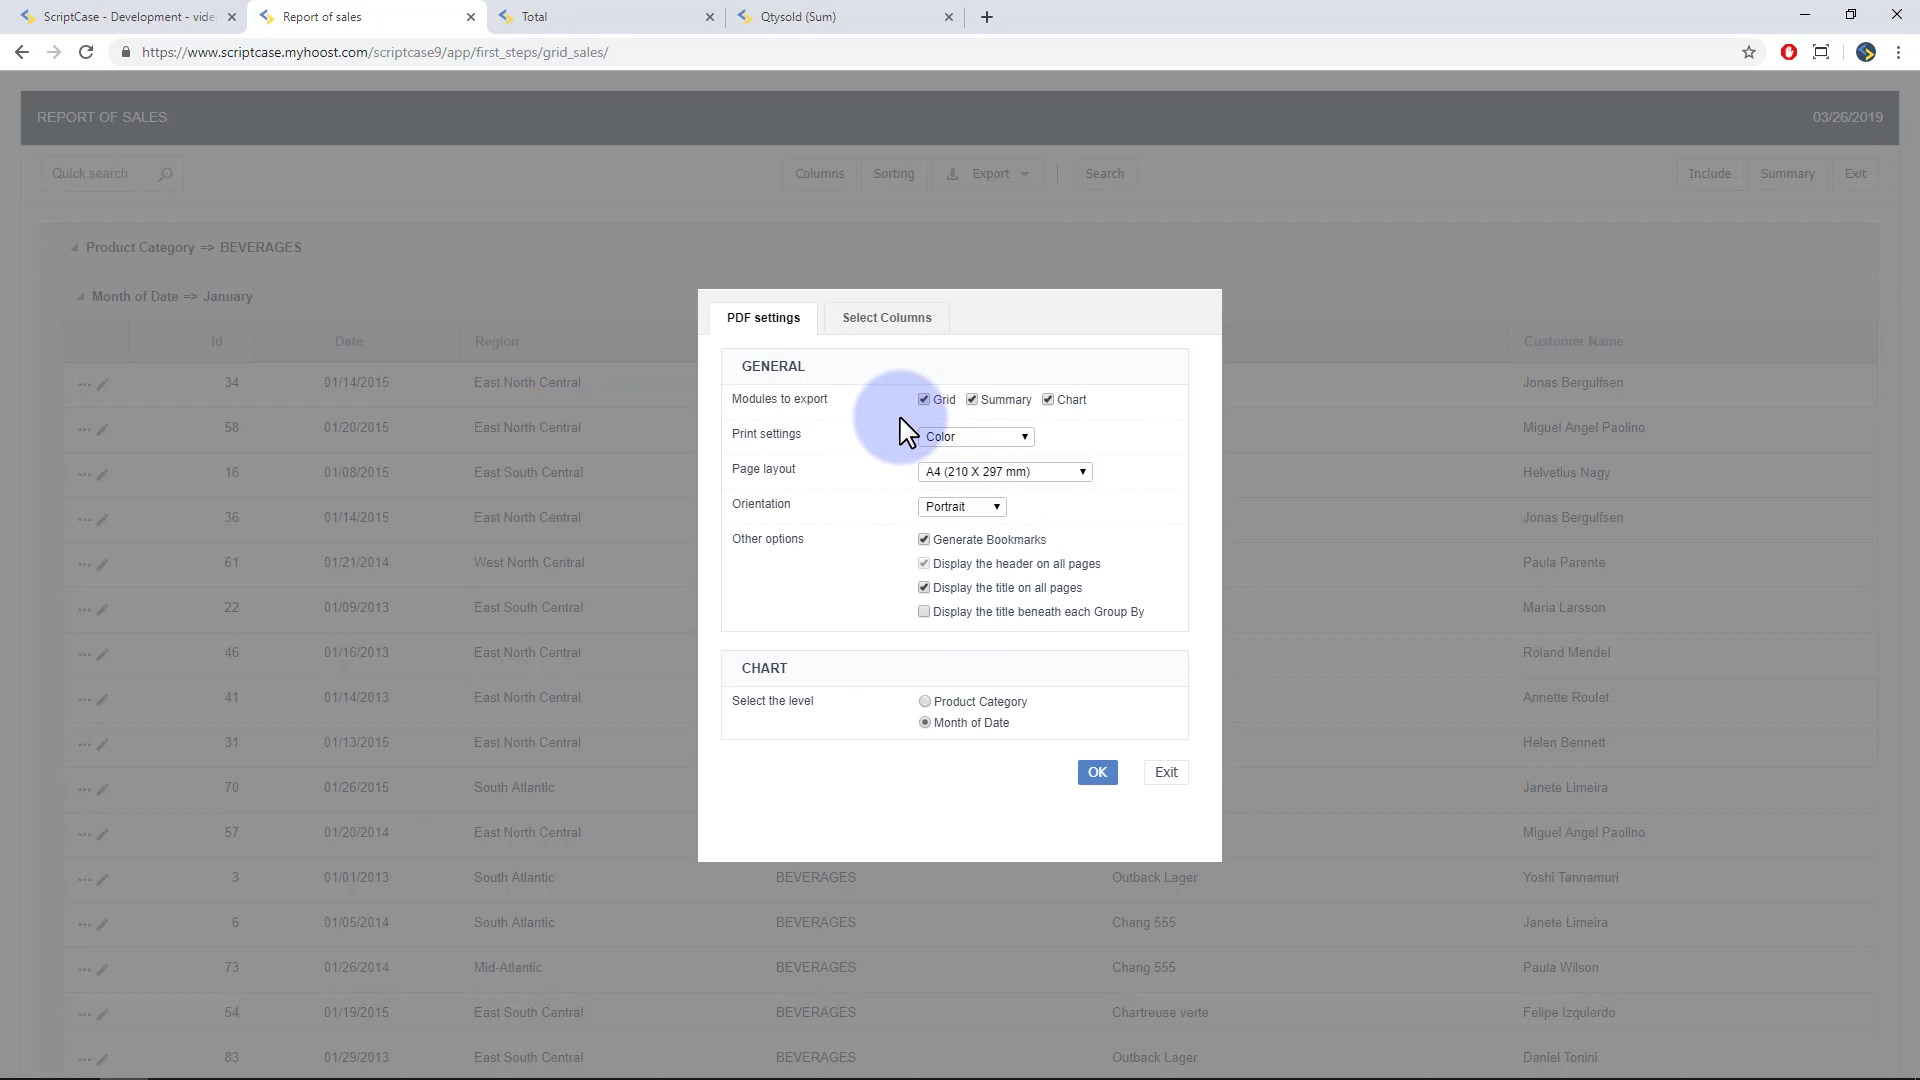 ScriptCase - Development - vide
Report of sales
Total
Qtysold (Sum)
https://www.scriptcase.myhoost.com/scriptcase9/app/first_steps/grid_sales/
REPORT OF SALES
03/26/2019
Quick search
Columns
Sorting
Export
Search
Include
Summary
Exit
Product Category => BEVERAGES
Month of Date => January
Id Date Region Customer Name
34 01/14/2015 East North Central Jonas Bergulfsen
58 01/20/2015 East North Central Miguel Angel Paolino
16 01/08/2015 East South Central Helvetius Nagy
36 01/14/2015 East North Central Jonas Bergulfsen
61 01/21/2014 West North Central Paula Parente
22 01/09/2013 East South Central Maria Larsson
46 01/16/2013 East North Central Roland Mendel
41 01/14/2013 East North Central Annette Roulet
31 01/13/2015 East North Central Helen Bennett
70 01/26/2015 South Atlantic Janete Limeira
57 01/20/2014 East North Central Miguel Angel Paolino
3 01/01/2013 South Atlantic BEVERAGES Outback Lager Yoshi Tannamuri
6 01/05/2014 South Atlantic BEVERAGES Chang 555 Janete Limeira
73 01/26/2014 Mid-Atlantic BEVERAGES Chang 555 Paula Wilson
54 01/19/2015 East South Central BEVERAGES Chartreuse verte Felipe Izquierdo
83 01/29/2013 East South Central BEVERAGES Outback Lager Daniel Tonini
PDF settings
Select Columns
GENERAL
Modules to export Grid Summary Chart
Print settings Color
Page layout A4 (210 X 297 mm)
Orientation Portrait
Other options Generate Bookmarks
Display the header on all pages
Display the title on all pages
Display the title beneath each Group By
CHART
Select the level Product Category
Month of Date
OK
Exit